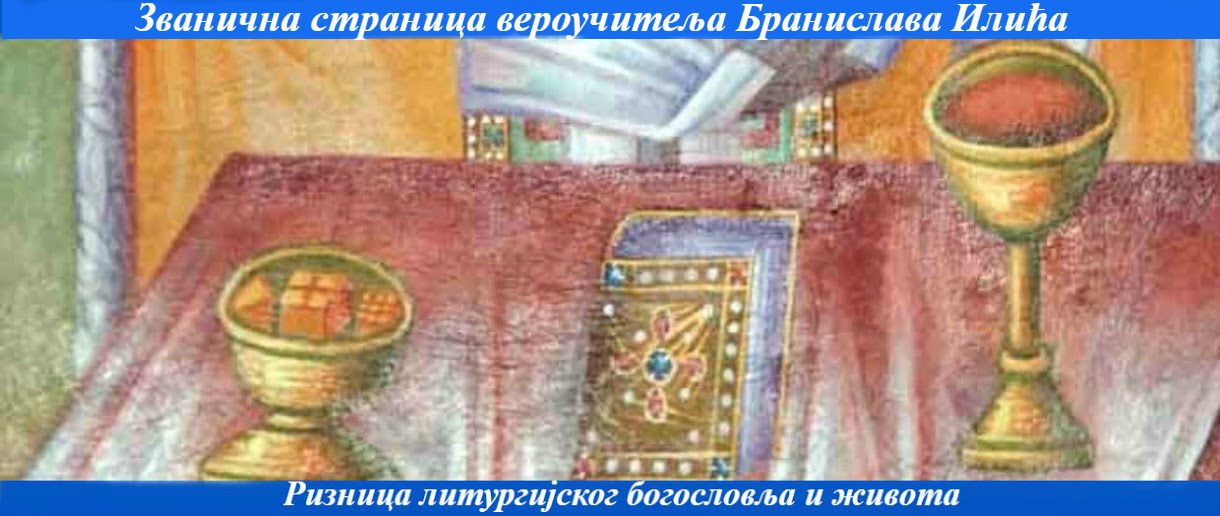 Званична страница вероучитеља Бранислава Илића
Ризница литургијског богословља и живота